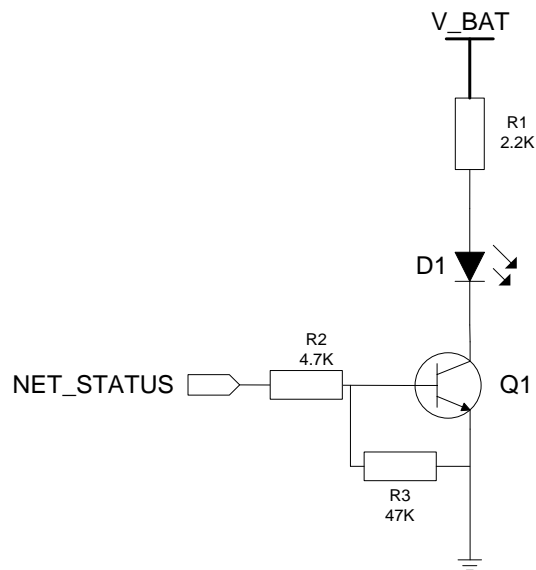 V_BAT
R1
2.2K
D1
R2
4.7K
NET_STATUS
Q1
R3
47K